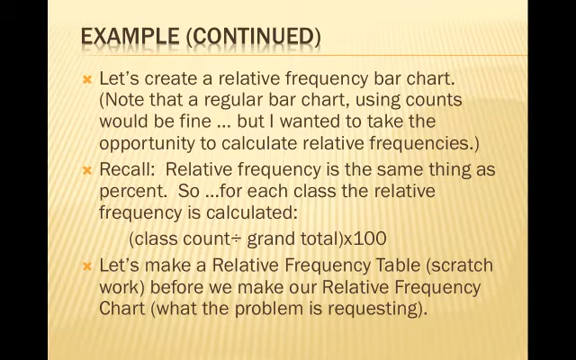 EXAMPLE (CONTINUED)
Let's create a relative frequency bar chart.
(Note that a regular bar chart, using counts
would be fine ... but I wanted to take the
opportunity to calculate relative frequencies.)
Recall: Relative frequency is the same thing as
percent. So ...for each class the relative
frequency is calculated:
(class count÷ grand total)x100
Let's make a Relative Frequency Table (scratch
work) before we make our Relative Frequency
Chart (what the problem is requesting).